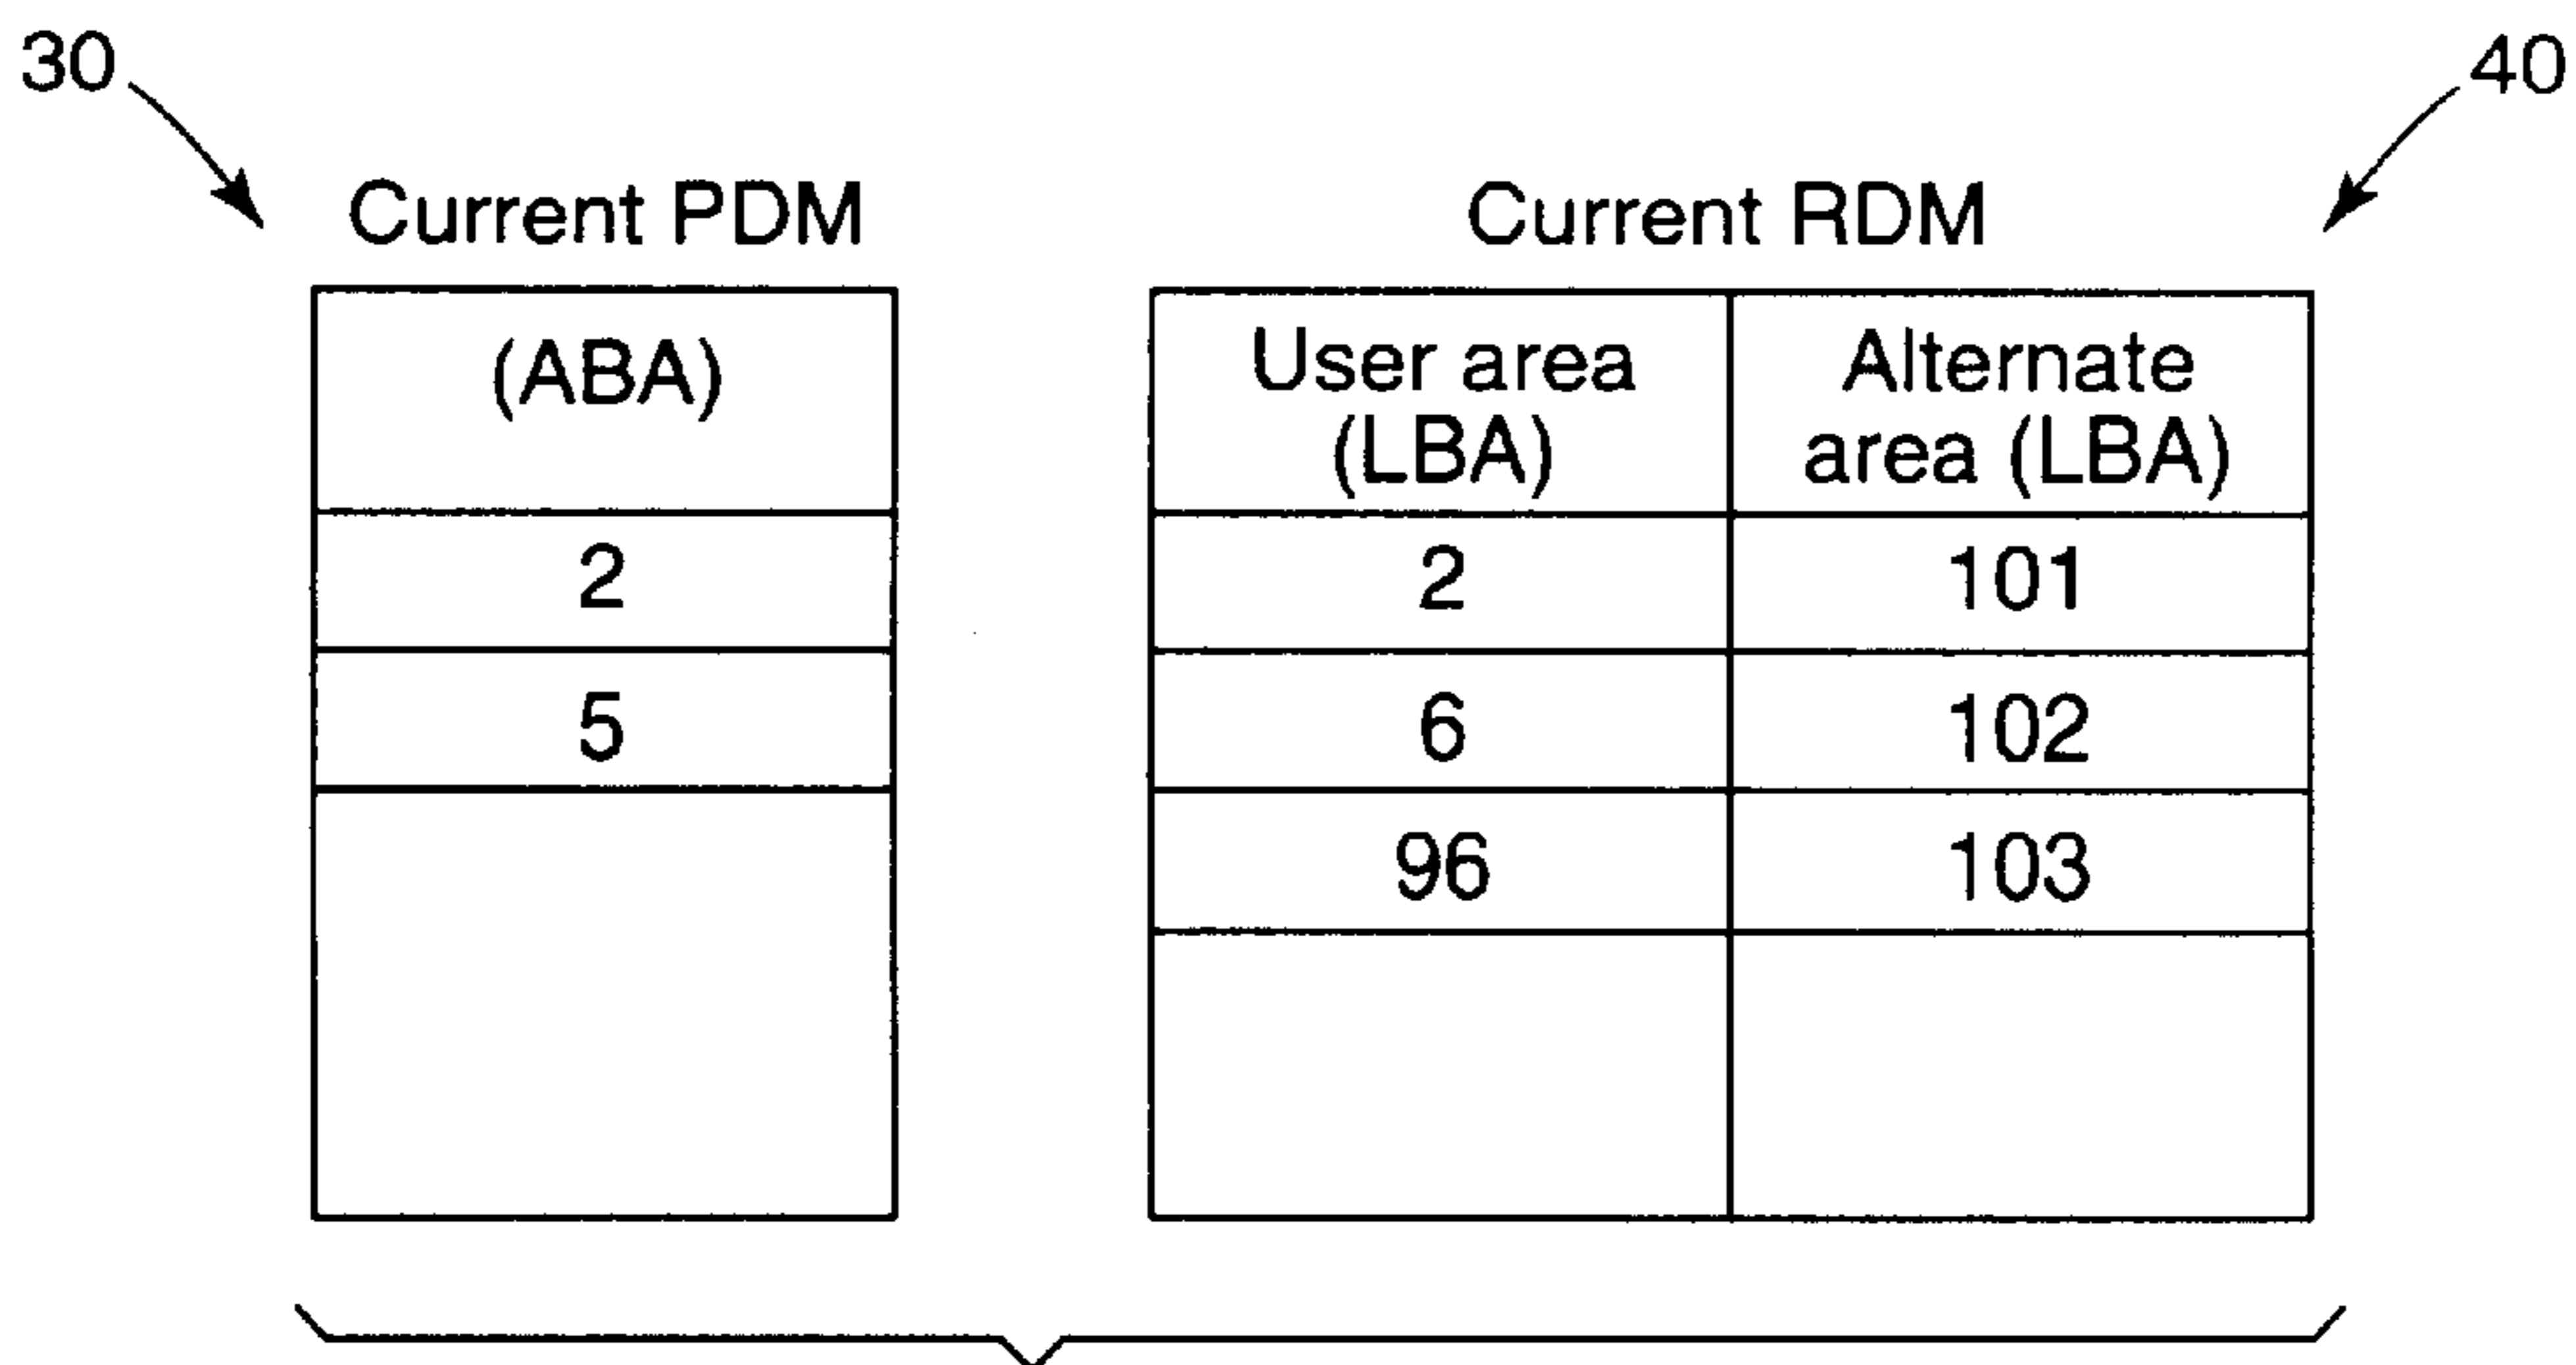 30
40
Current PDM
(ABA)
2
5
Current RDM
User area
(LBA)
Alternate
area (LBA)
2
101
6
102
96
103